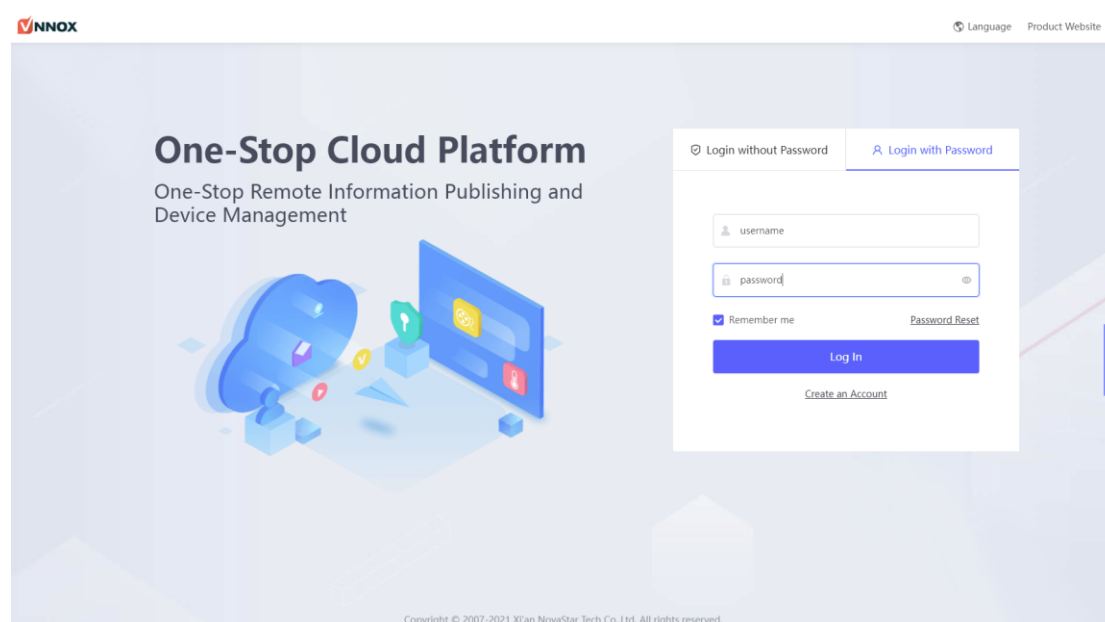 VNNOX
Language Product Website
One-Stop Cloud Platform
One-Stop Remote Information Publishing and
Device Management
Login without Password
Login with Password
username
password
Remember me
Password Reset
Log In
Create an Account
Copyright © 2007-2021 Xi'an NovaStar Tech Co. Ltd. All rights reserved.